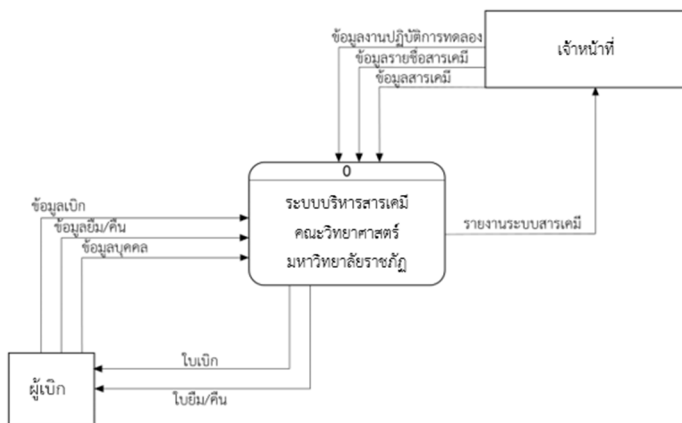 ข้อมูลงานปฏิบัติการทดลอง
ข้อมูลรายชื่อสารเคมี
ข้อมูลสารเคมี
เจ้าหน้าที่
0
ระบบบริหารสารเคมี
คณะวิทยาศาสตร์
มหาวิทยาลัยราชภัฏ
รายงานระบบสารเคมี
ข้อมูลเบิก
ข้อมูลยืม/คืน
ข้อมูลบุคคล
ใบเบิก
ใบยืม/คืน
ผู้เบิก